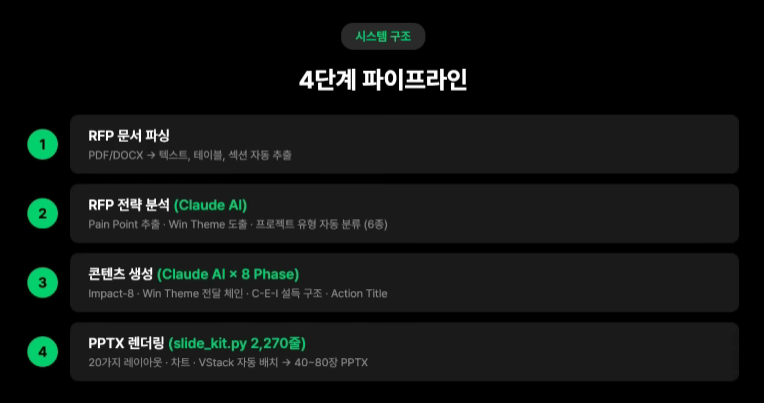 시스템 구조
4단계 파이프라인
1
RFP 문서 파싱
PDF/DOCX → 텍스트, 테이블, 섹션 자동 추출
2
RFP 전략 분석 (Claude AI)
Pain Point 추출 · Win Theme 도출 · 프로젝트 유형 자동 분류 (6종)
3
콘텐츠 생성 (Claude AI × 8 Phase)
Impact-8 · Win Theme 전달 체인 · C-E-I 설득 구조 · Action Title
4
PPTX 렌더링 (slide_kit.py 2,270줄)
20가지 레이아웃 · 차트 · VStack 자동 배치 → 40~80장 PPTX